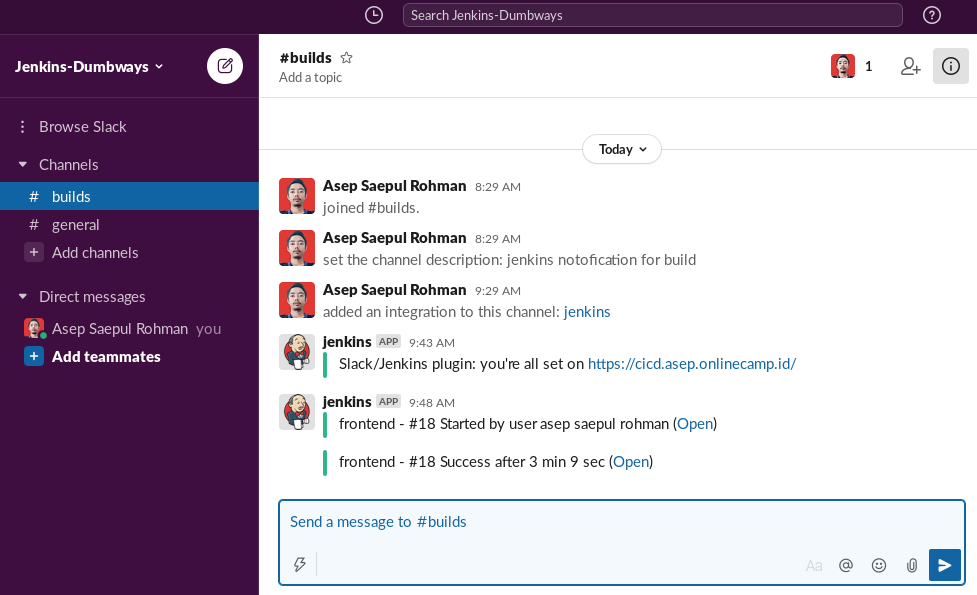 Search Jenkins-Dumbways
Jenkins-Dumbways
Browse Slack
Channels
# builds
# general
+ Add channels
Direct messages
Asep Saepul Rohman you
+ Add teammates
#builds
Add a topic
1
Today
Asep Saepul Rohman 8:29 AM
joined #builds.
Asep Saepul Rohman 8:29 AM
set the channel description: jenkins notofication for build
Asep Saepul Rohman 9:29 AM
added an integration to this channel: jenkins
jenkins APP 9:43 AM
Slack/Jenkins plugin: you're all set on https://cicd.asep.onlinecamp.id/
jenkins APP 9:48 AM
frontend - #18 Started by user asep saepul rohman (Open)
frontend - #18 Success after 3 min 9 sec (Open)
Send a message to #builds
Aa @